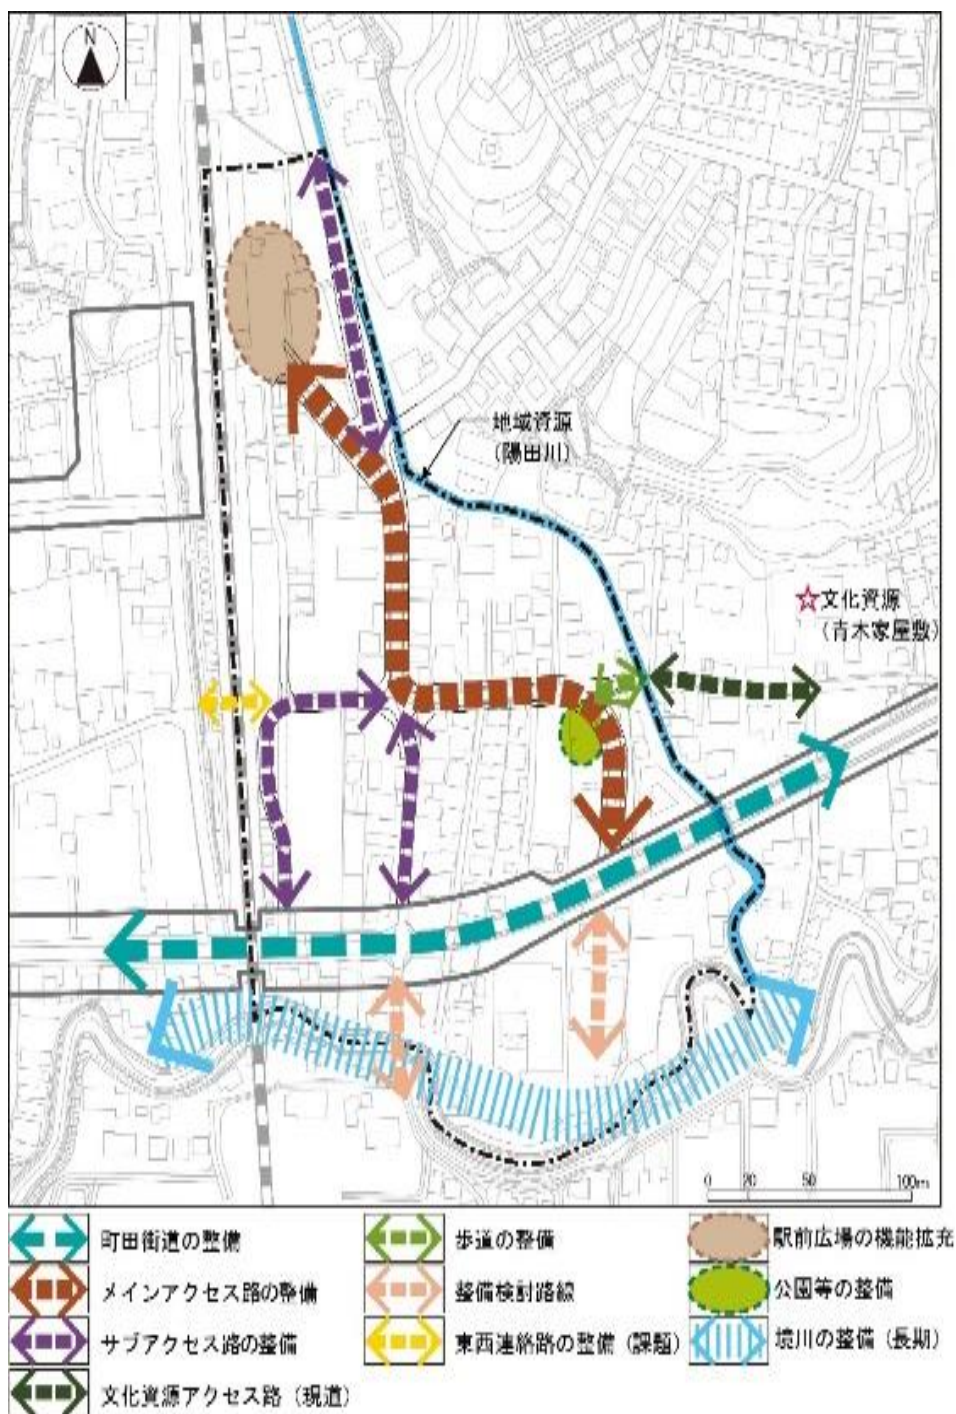 N
地域資源
(陽田川)
☆文化資源
(青木家屋敷)
0 20 50 100m
町田街道の整備
歩道の整備
駅前広場の機能拡充
メインアクセス路の整備
整備検討路線
公園等の整備
サブアクセス路の整備
東西連絡路の整備(課題)
境川の整備(長期)
文化資源アクセス路(現道)